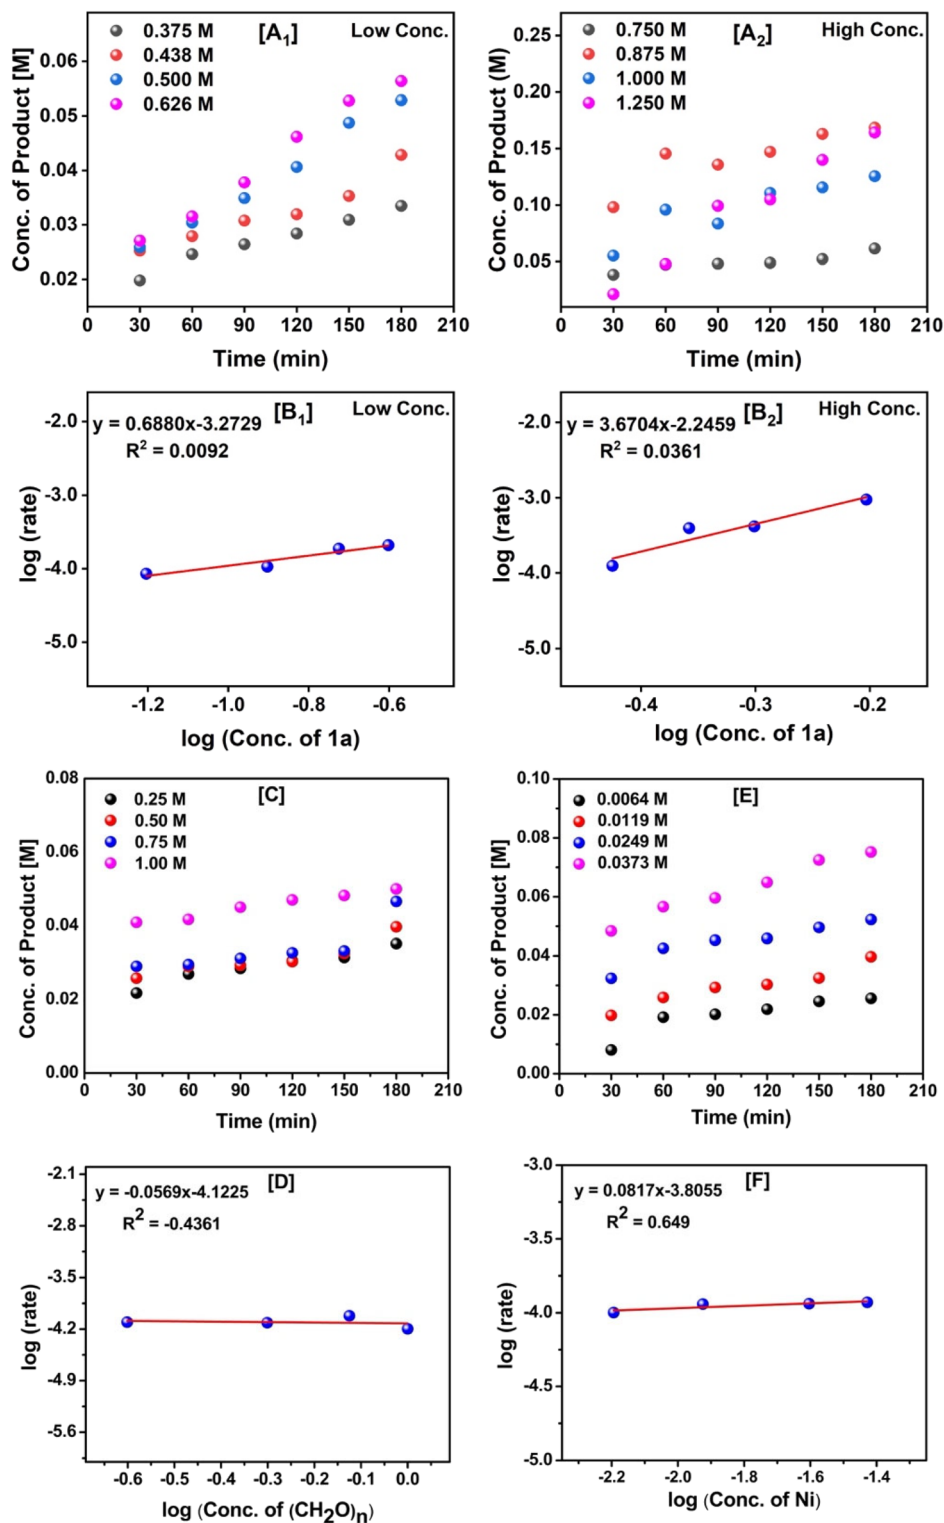 [A1]
Low Conc.
0.375 M
0.438 M
0.500 M
0.626 M
Conc. of Product [M]
0.06
0.05
0.04
0.03
0.02
0 30 60 90 120 150 180 210
Time (min)
[A2]
High Conc.
0.750 M
0.875 M
1.000 M
1.250 M
Conc. of Product (M)
0.25
0.20
0.15
0.10
0.05
0 30 60 90 120 150 180 210
Time (min)
[B1]
Low Conc.
y = 0.6880x-3.2729
R2 = 0.0092
log (rate)
-2.0
-3.0
-4.0
-5.0
-1.2 -1.0 -0.8 -0.6
log (Conc. of 1a)
[B2]
High Conc.
y = 3.6704x-2.2459
R2 = 0.0361
log (rate)
-2.0
-3.0
-4.0
-5.0
-0.4 -0.3 -0.2
log (Conc. of 1a)
[C]
0.25 M
0.50 M
0.75 M
1.00 M
Conc. of Product [M]
0.08
0.06
0.04
0.02
0.00
0 30 60 90 120 150 180 210
Time (min)
[E]
0.0064 M
0.0119 M
0.0249 M
0.0373 M
Conc. of Product [M]
0.10
0.08
0.06
0.04
0.02
0.00
0 30 60 90 120 150 180 210
Time (min)
[D]
y = -0.0569x-4.1225
R2 = -0.4361
log (rate)
-2.1
-2.8
-3.5
-4.2
-4.9
-5.6
-0.6 -0.5 -0.4 -0.3 -0.2 -0.1 0.0
log (Conc. of (CH2O)n)
[F]
y = 0.0817x-3.8055
R2 = 0.649
log (rate)
-3.0
-3.5
-4.0
-4.5
-5.0
-2.2 -2.0 -1.8 -1.6 -1.4
log (Conc. of Ni)